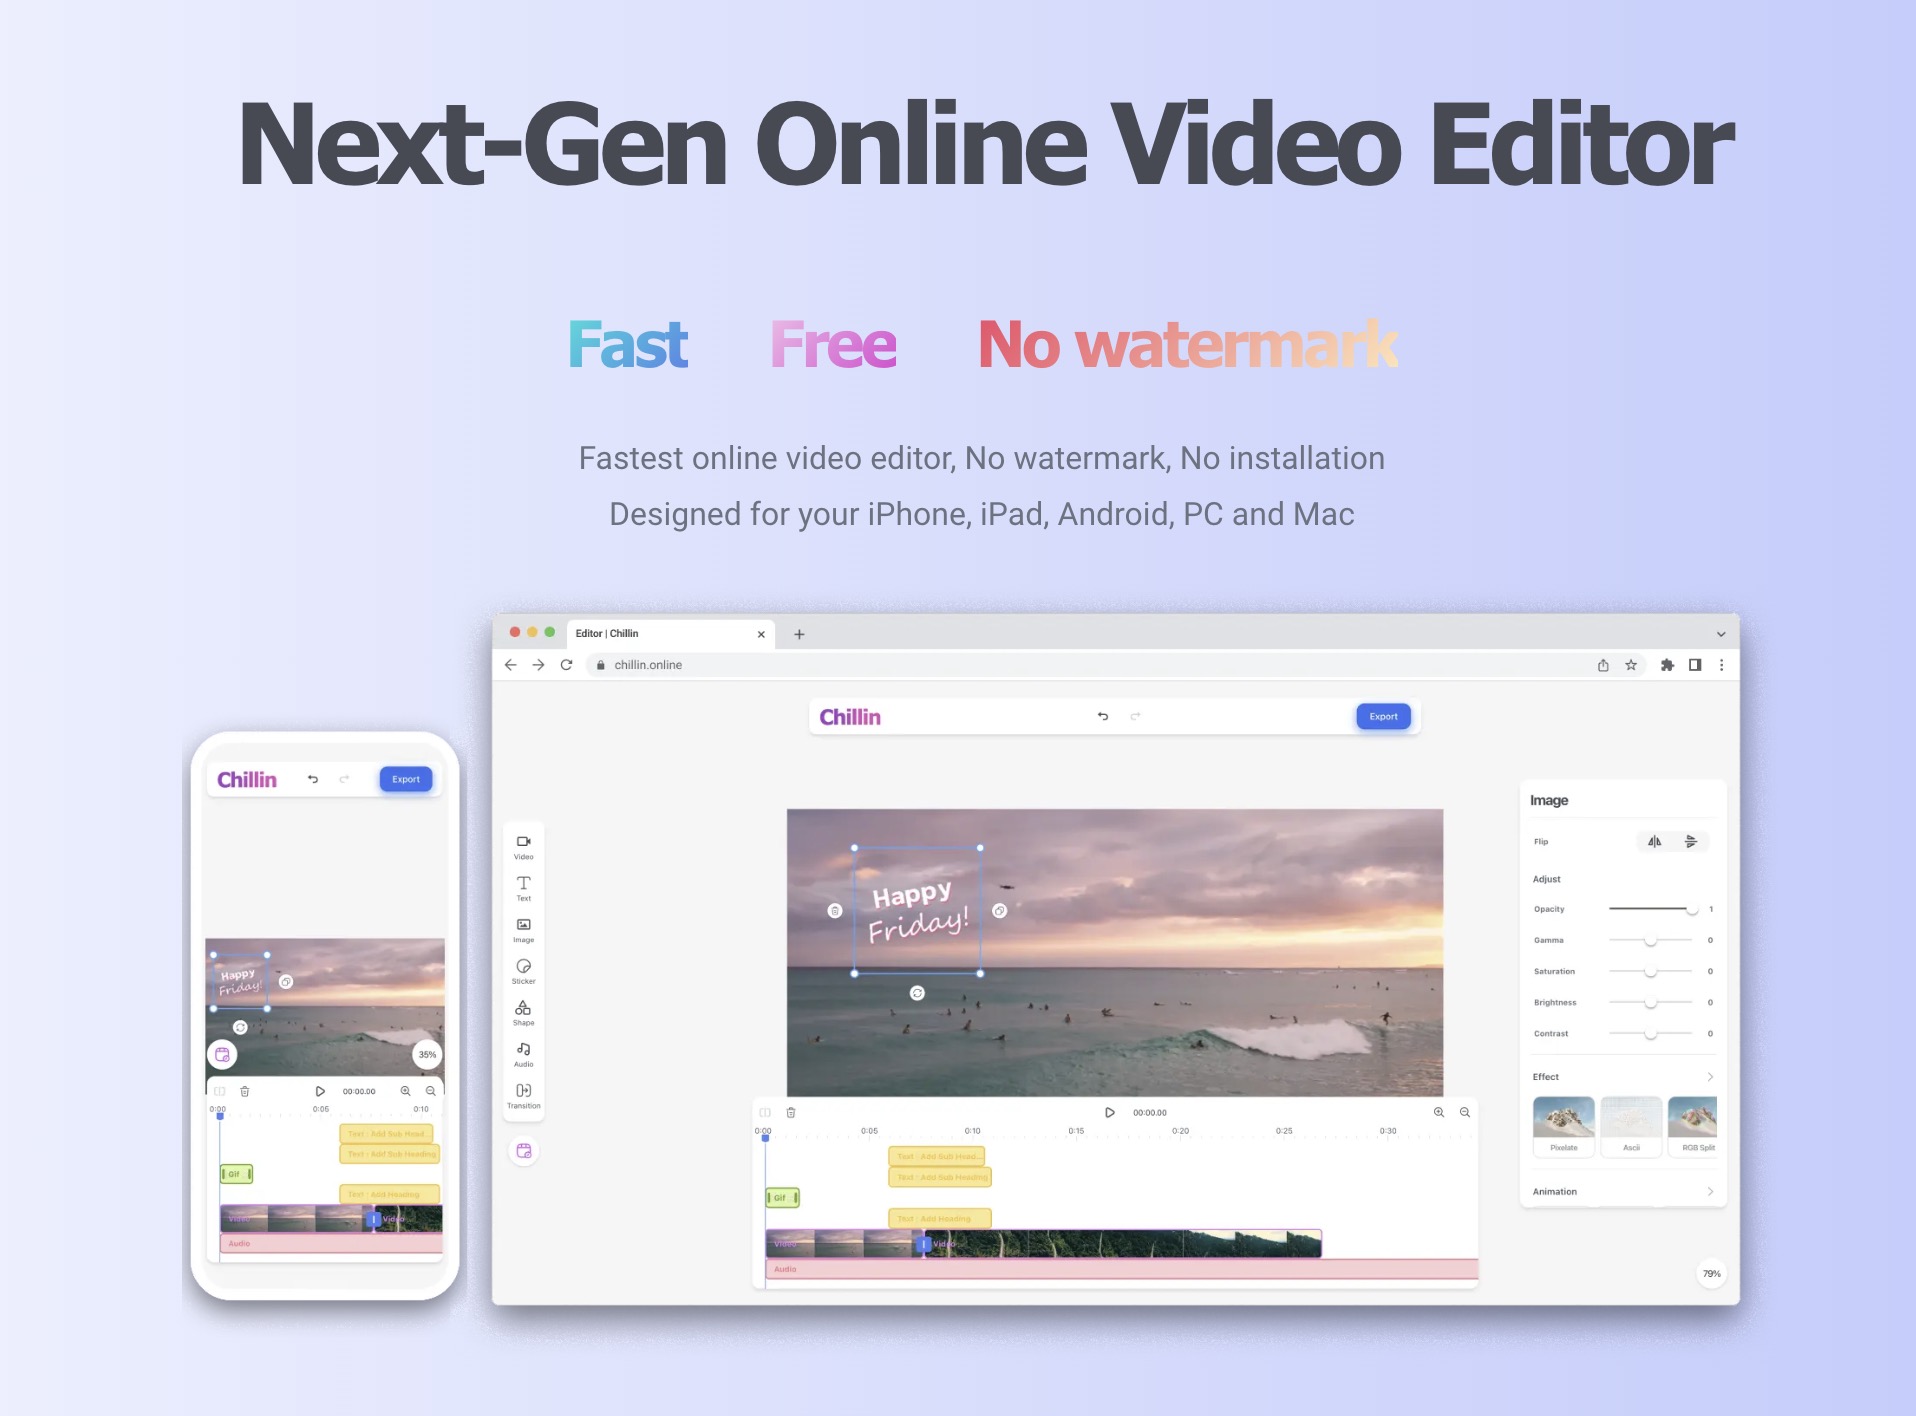 Next-Gen Online Video Editor
Fast Free No watermark
Fastest online video editor, No watermark, No installation
Designed for your iPhone, iPad, Android, PC and Mac
Chillin
Export
Happy
Friday!
35%
00:00.00
0:00 0:05 0:10
Text : Add Sub Head...
Text : Add Sub Heading
Gif
Text : Add Heading
Video Video
Audio
Editor | Chillin
chillin.online
Chillin
Export
Video
Text
Image
Sticker
Shape
Audio
Transition
Happy
Friday!
Image
Flip
Adjust
Opacity 1
Gamma 0
Saturation 0
Brightness 0
Contrast 0
Effect
Pixelate Ascii RGB Split
Animation
00:00.00
0:00 0:05 0:10 0:15 0:20 0:25 0:30
Text : Add Sub Head...
Text : Add Sub Heading
Gif
Text : Add Heading
Video Video
Audio
79%